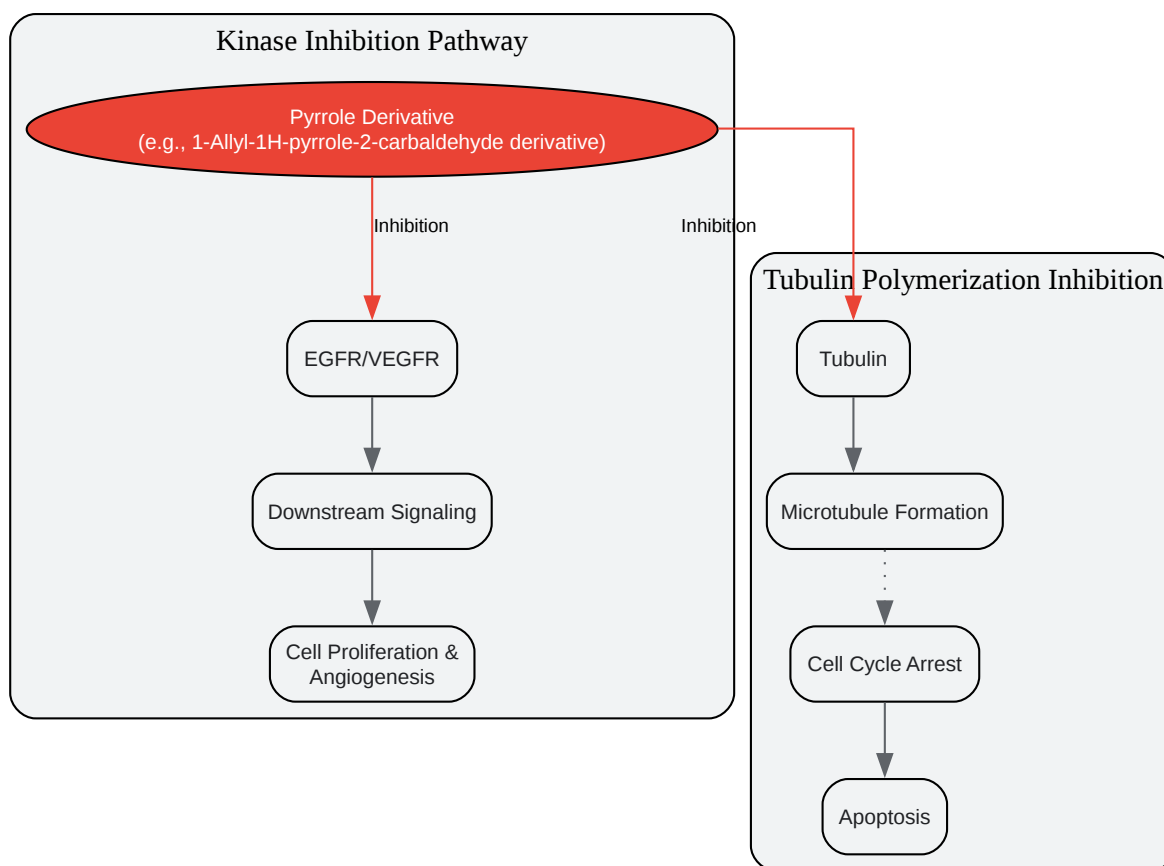 Kinase Inhibition Pathway
Pyrrole Derivative
(e.g., 1-Allyl-1H-pyrrole-2-carbaldehyde derivative)
Inhibition
Inhibition
Tubulin Polymerization Inhibition
EGFR/VEGFR
Tubulin
Downstream Signaling
Microtubule Formation
Cell Proliferation &
Angiogenesis
Cell Cycle Arrest
Apoptosis